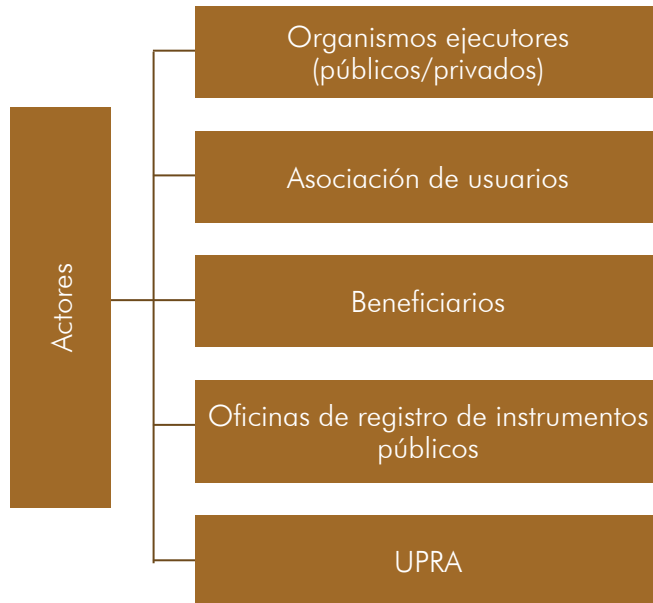 Actores
Organismos ejecutores
(públicos/privados)
Asociación de usuarios
Beneficiarios
Oficinas de registro de instrumentos
públicos
UPRA